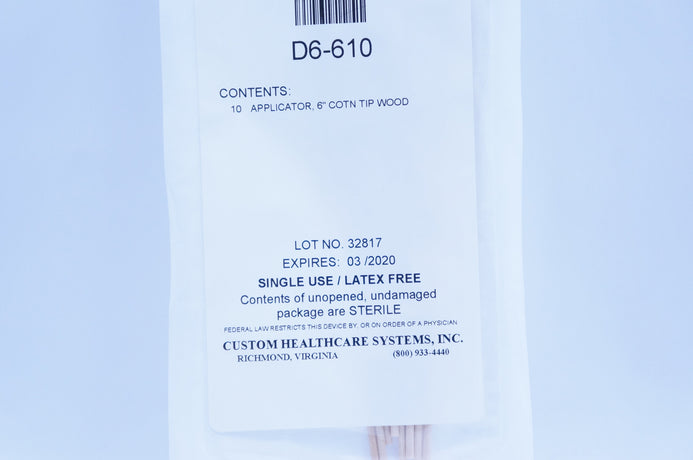 D6-610
CONTENTS:
10 APPLICATOR, 6" COTN TIP WOOD
LOT NO. 32817
EXPIRES: 03 /2020
SINGLE USE / LATEX FREE
Contents of unopened, undamaged
package are STERILE
FEDERAL LAW RESTRICTS THIS DEVICE BY, OR ON ORDER OF A PHYSICIAN
CUSTOM HEALTHCARE SYSTEMS, INC.
RICHMOND, VIRGINIA (800) 933-4440